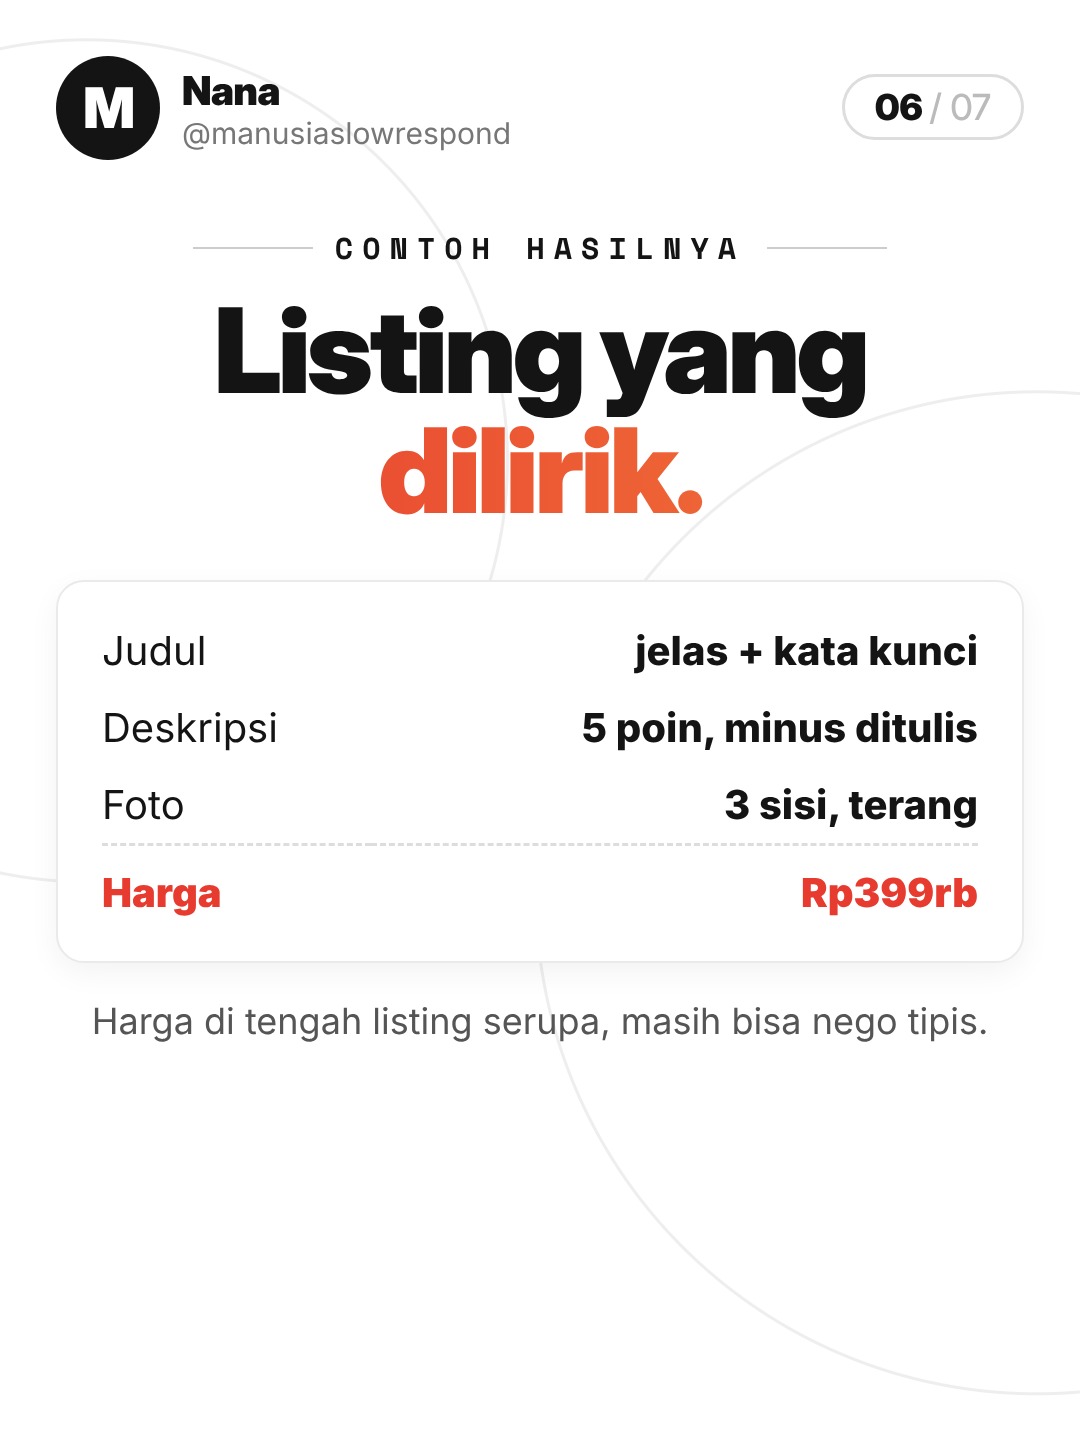 M
Nana
@manusiaslowrespond
06 / 07
CONTOH HASILNYA
Listing yang
dilirik.
Judul jelas + kata kunci
Deskripsi 5 poin, minus ditulis
Foto 3 sisi, terang
Harga Rp399rb
Harga di tengah listing serupa, masih bisa nego tipis.